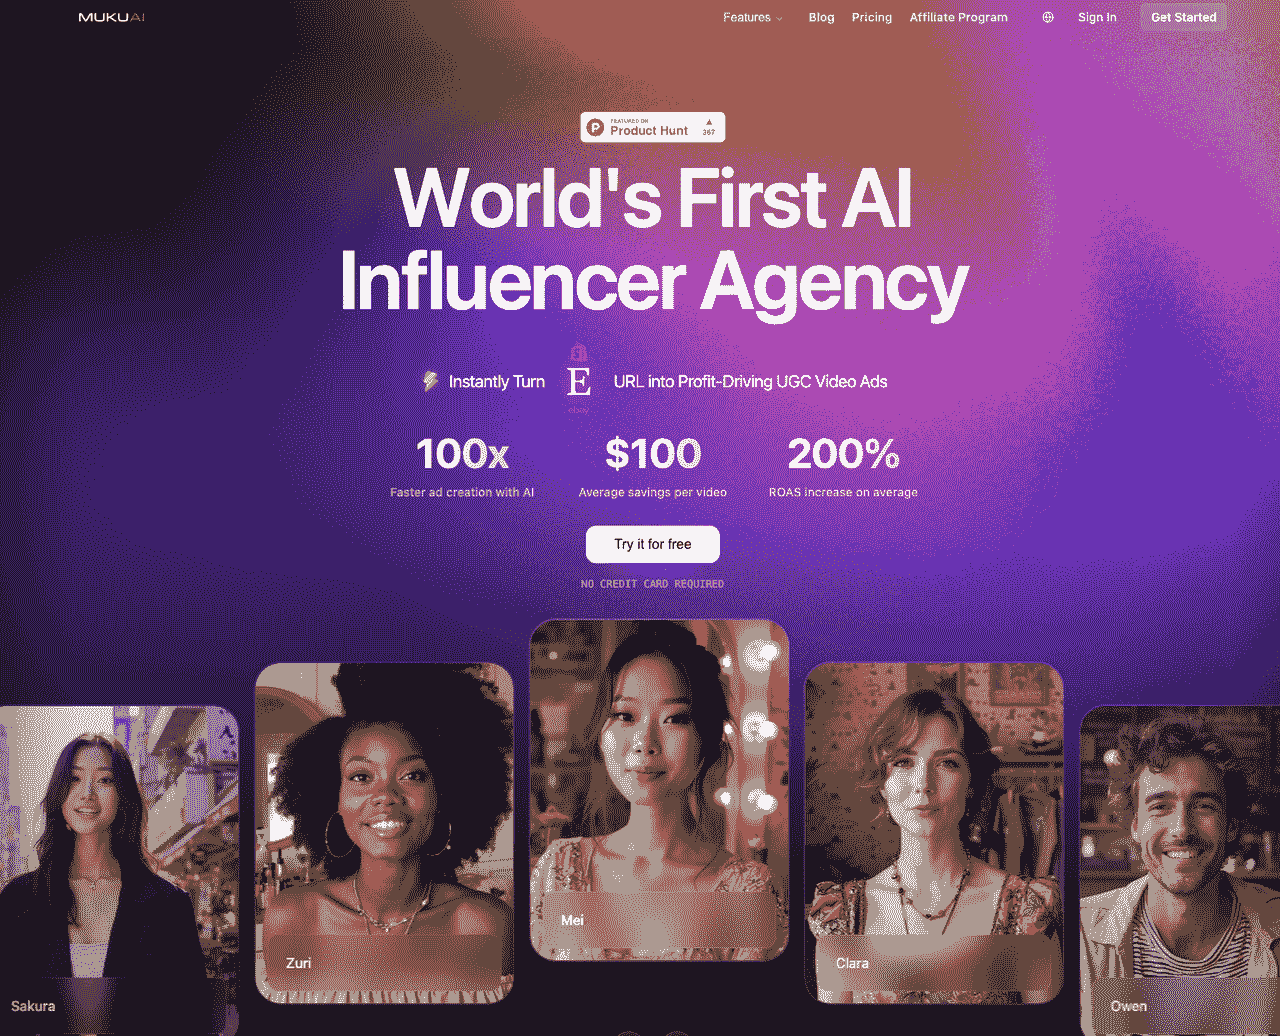 MUKUAI
Features
Blog
Pricing
Affiliate Program
Sign In
Get Started
FEATURED ON
Product Hunt
367
World's First AI
Influencer Agency
Instantly Turn
E
ebay
URL into Profit-Driving UGC Video Ads
100x
Faster ad creation with AI
$100
Average savings per video
200%
ROAS increase on average
Try it for free
NO CREDIT CARD REQUIRED
Sakura
Zuri
Mei
Clara
Owen